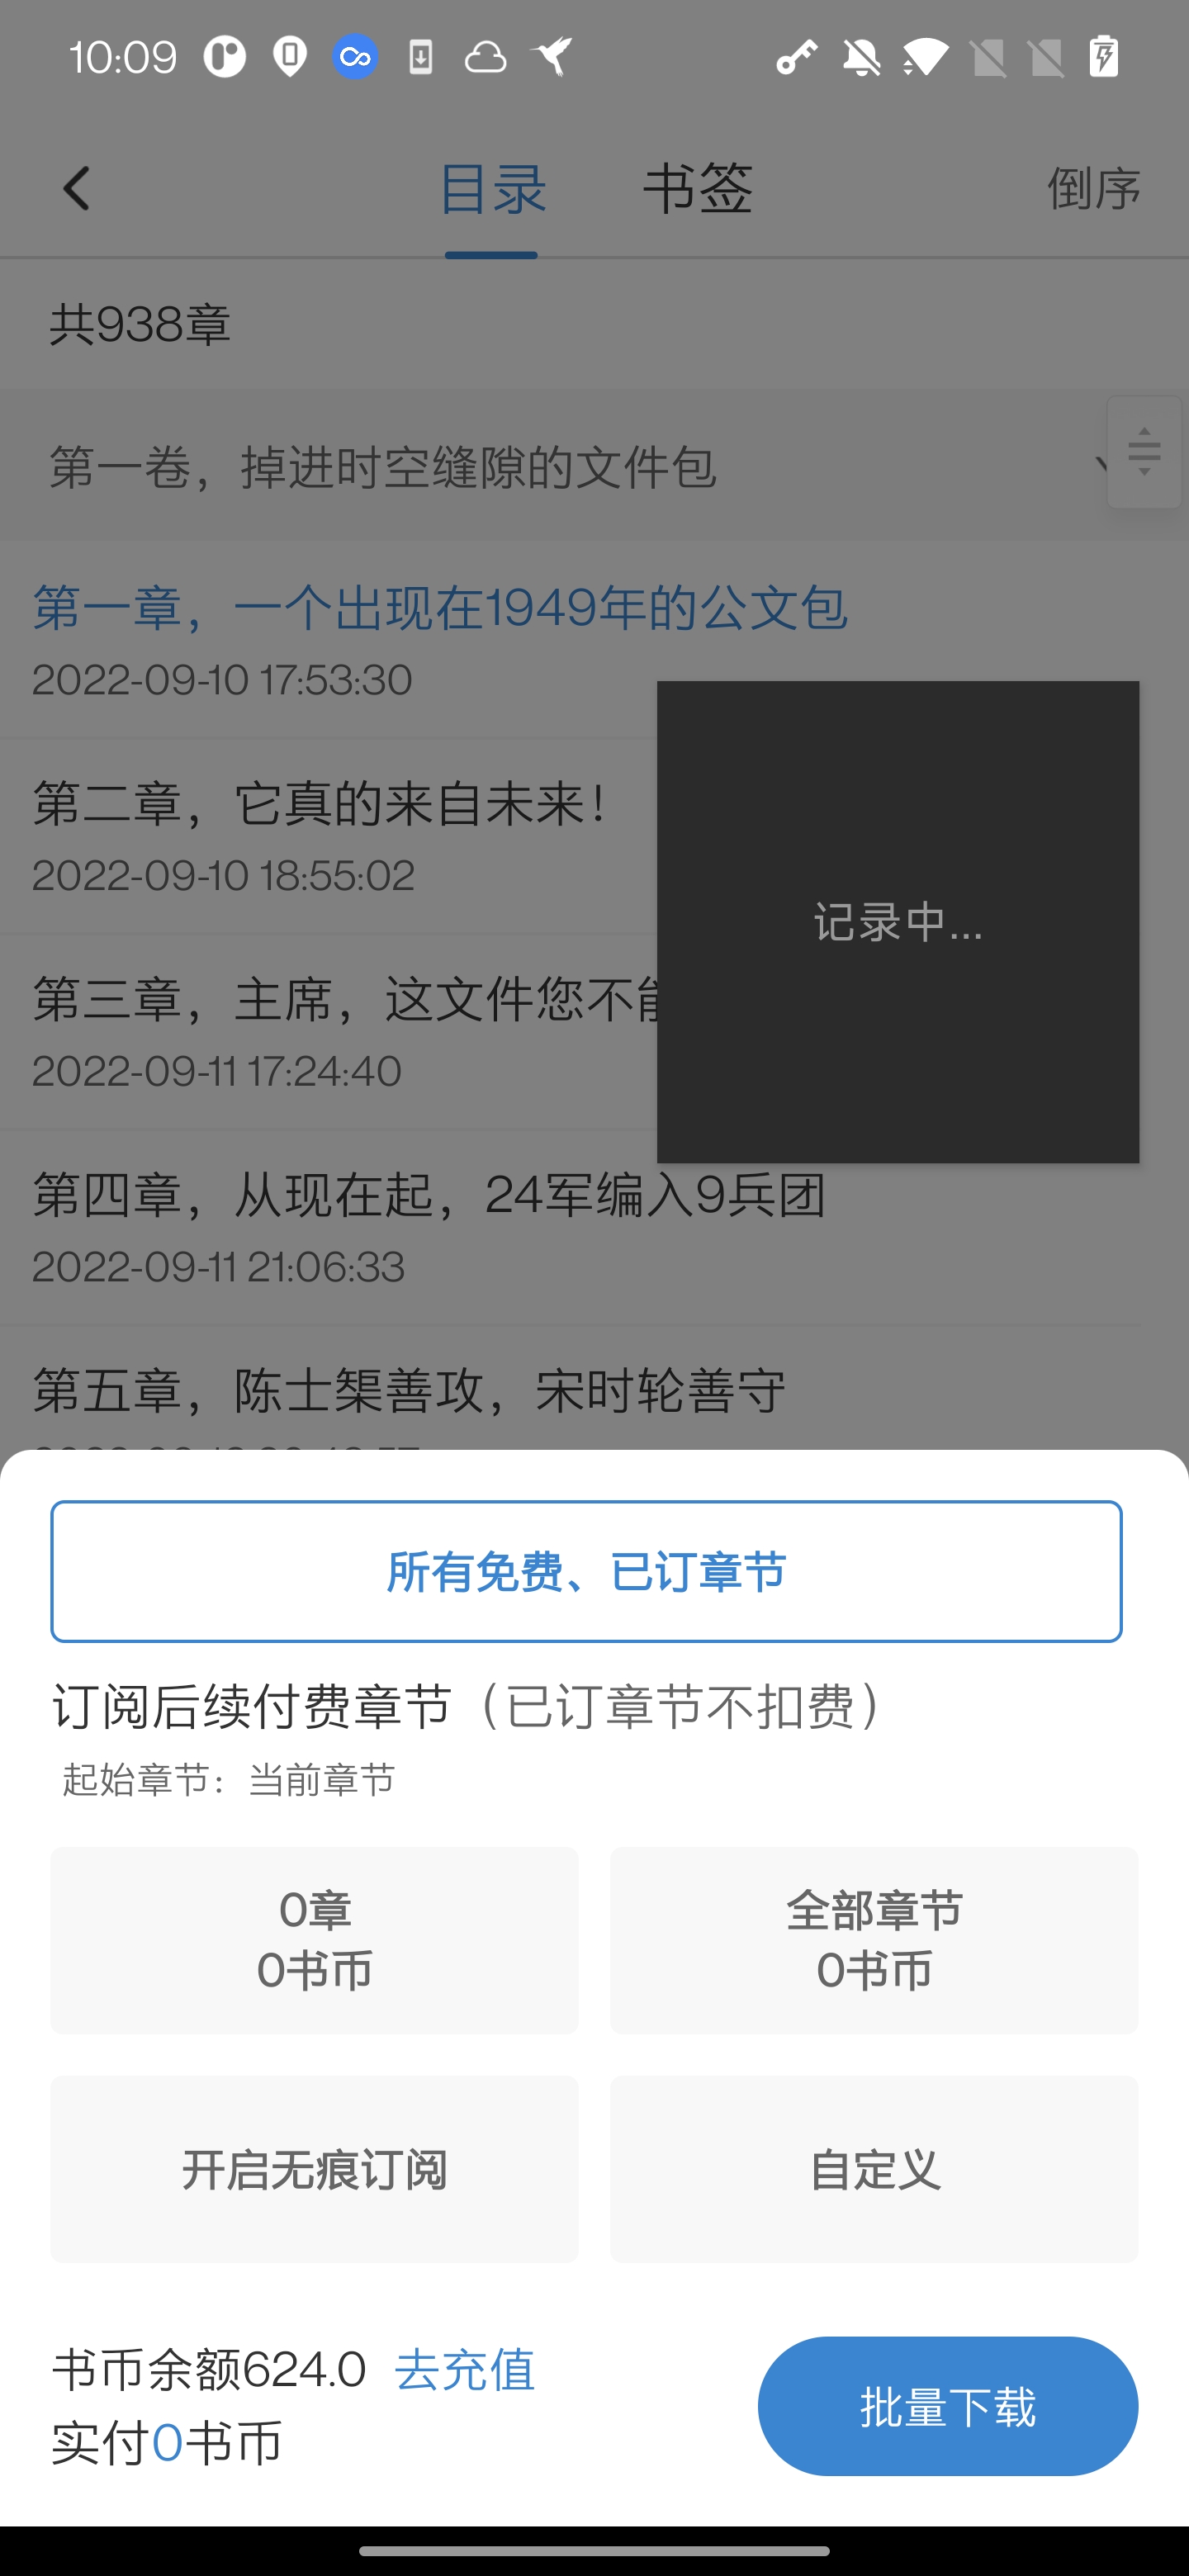 10:09
目录
书签
倒序
共938章
第一卷，掉进时空缝隙的文件包
第一章，一个出现在1949年的公文包
2022-09-10 17:53:30
第二章，它真的来自未来！
2022-09-10 18:55:02
第三章，主席，这文件您不
2022-09-11 17:24:40
记录中...
第四章，从现在起，24军编入9兵团
2022-09-11 21:06:33
第五章，陈士榘善攻，宋时轮善守
所有免费、已订章节
订阅后续付费章节（已订章节不扣费）
起始章节：当前章节
0章
0书币
全部章节
0书币
开启无痕订阅
自定义
书币余额624.0 去充值
实付0书币
批量下载